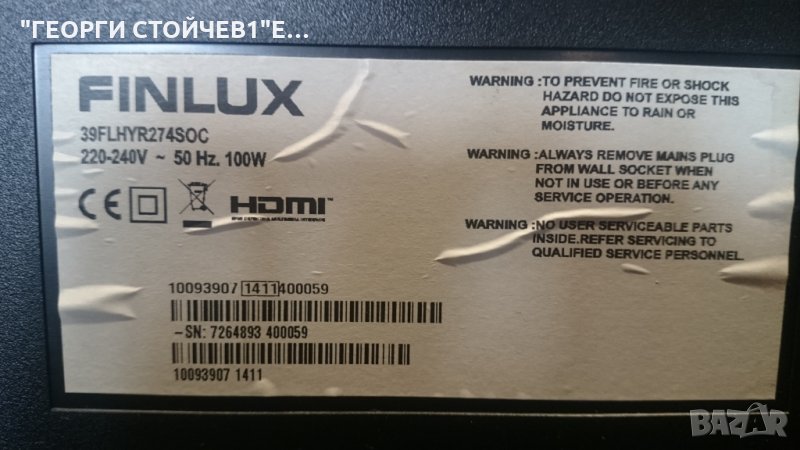 "ГЕОРГИ СТОЙЧЕВ1"Е...
FINLUX
39FLHYR274SOC
220-240V ~ 50 Hz. 100W
CE
HDMI™
WARNING :TO PREVENT FIRE OR SHOCK
HAZARD DO NOT EXPOSE THIS
APPLIANCE TO RAIN OR
MOISTURE.
WARNING :ALWAYS REMOVE MAINS PLUG
FROM WALL SOCKET WHEN
NOT IN USE OR BEFORE ANY
SERVICE OPERATION.
WARNING :NO USER SERVICEABLE PARTS
INSIDE.REFER SERVICING TO
QUALIFIED SERVICE PERSONNEL
10093907 1411 400059
-SN: 7264893 400059
10093907 1411
BAZAR